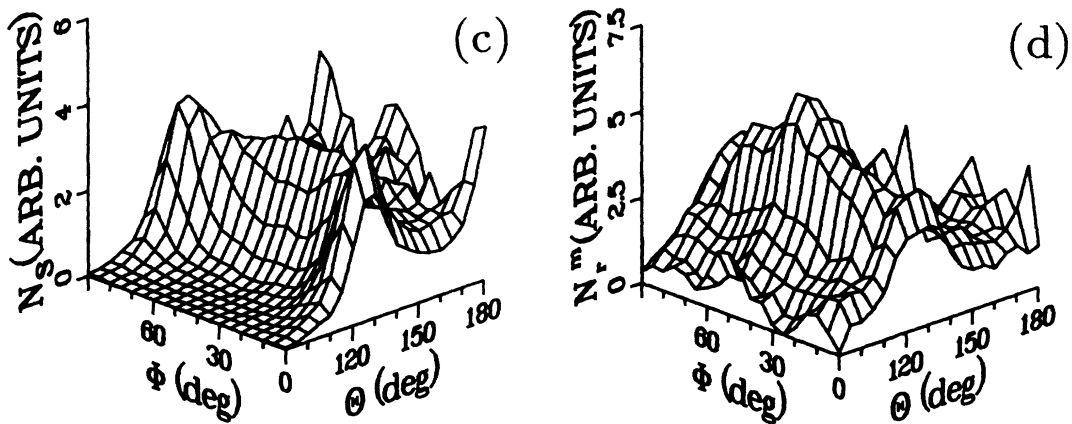 (c)
N_S (ARB. UNITS)
6
4
2
0
60
30
0
Φ (deg)
120
150
180
Θ (deg)
(d)
N_r^m (ARB. UNITS)
7.5
5
2.5
0
60
30
0
Φ (deg)
120
150
180
Θ (deg)